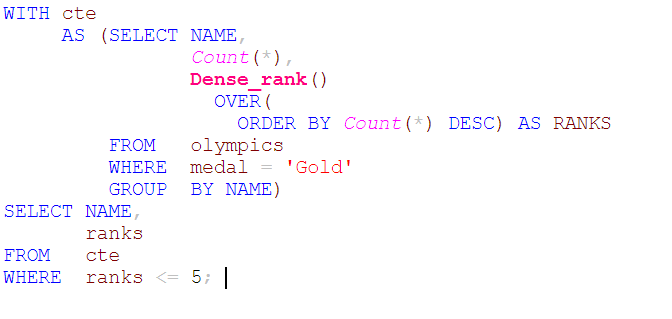 WITH cte
AS (SELECT NAME,
Count(*),
Dense_rank()
OVER(
ORDER BY Count(*) DESC) AS RANKS
FROM olympics
WHERE medal = 'Gold'
GROUP BY NAME)
SELECT NAME,
ranks
FROM cte
WHERE ranks <= 5;